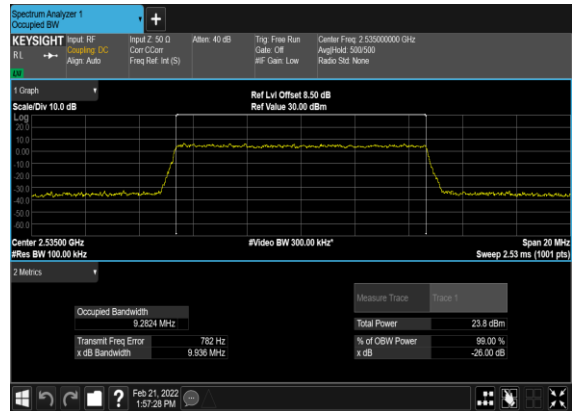 Spectrum Analyzer 1
Occupied BW
+
KEYSIGHT Input: RF Input Z: 50 Ω Atten: 40 dB Trig: Free Run Center Freq: 2.535000000 GHz
RL Coupling: DC Corr CCorr Gate: Off Avg|Hold: 500/500
Align: Auto Freq Ref: Int (S) #IF Gain: Low Radio Std: None
1 Graph
Ref Lvl Offset 8.50 dB
Scale/Div 10.0 dB Ref Value 30.00 dBm
Log
20.0
10.0
0.00
-10.0
-20.0
-30.0
-40.0
-50.0
-60.0
Center 2.53500 GHz #Video BW 300.00 kHz* Span 20 MHz
#Res BW 100.00 kHz Sweep 2.53 ms (1001 pts)
2 Metrics
Measure Trace Trace 1
Occupied Bandwidth
9.2824 MHz Total Power 23.8 dBm
Transmit Freq Error 782 Hz % of OBW Power 99.00 %
x dB Bandwidth 9.936 MHz x dB -26.00 dB
? Feb 21, 2022
1:57:28 PM